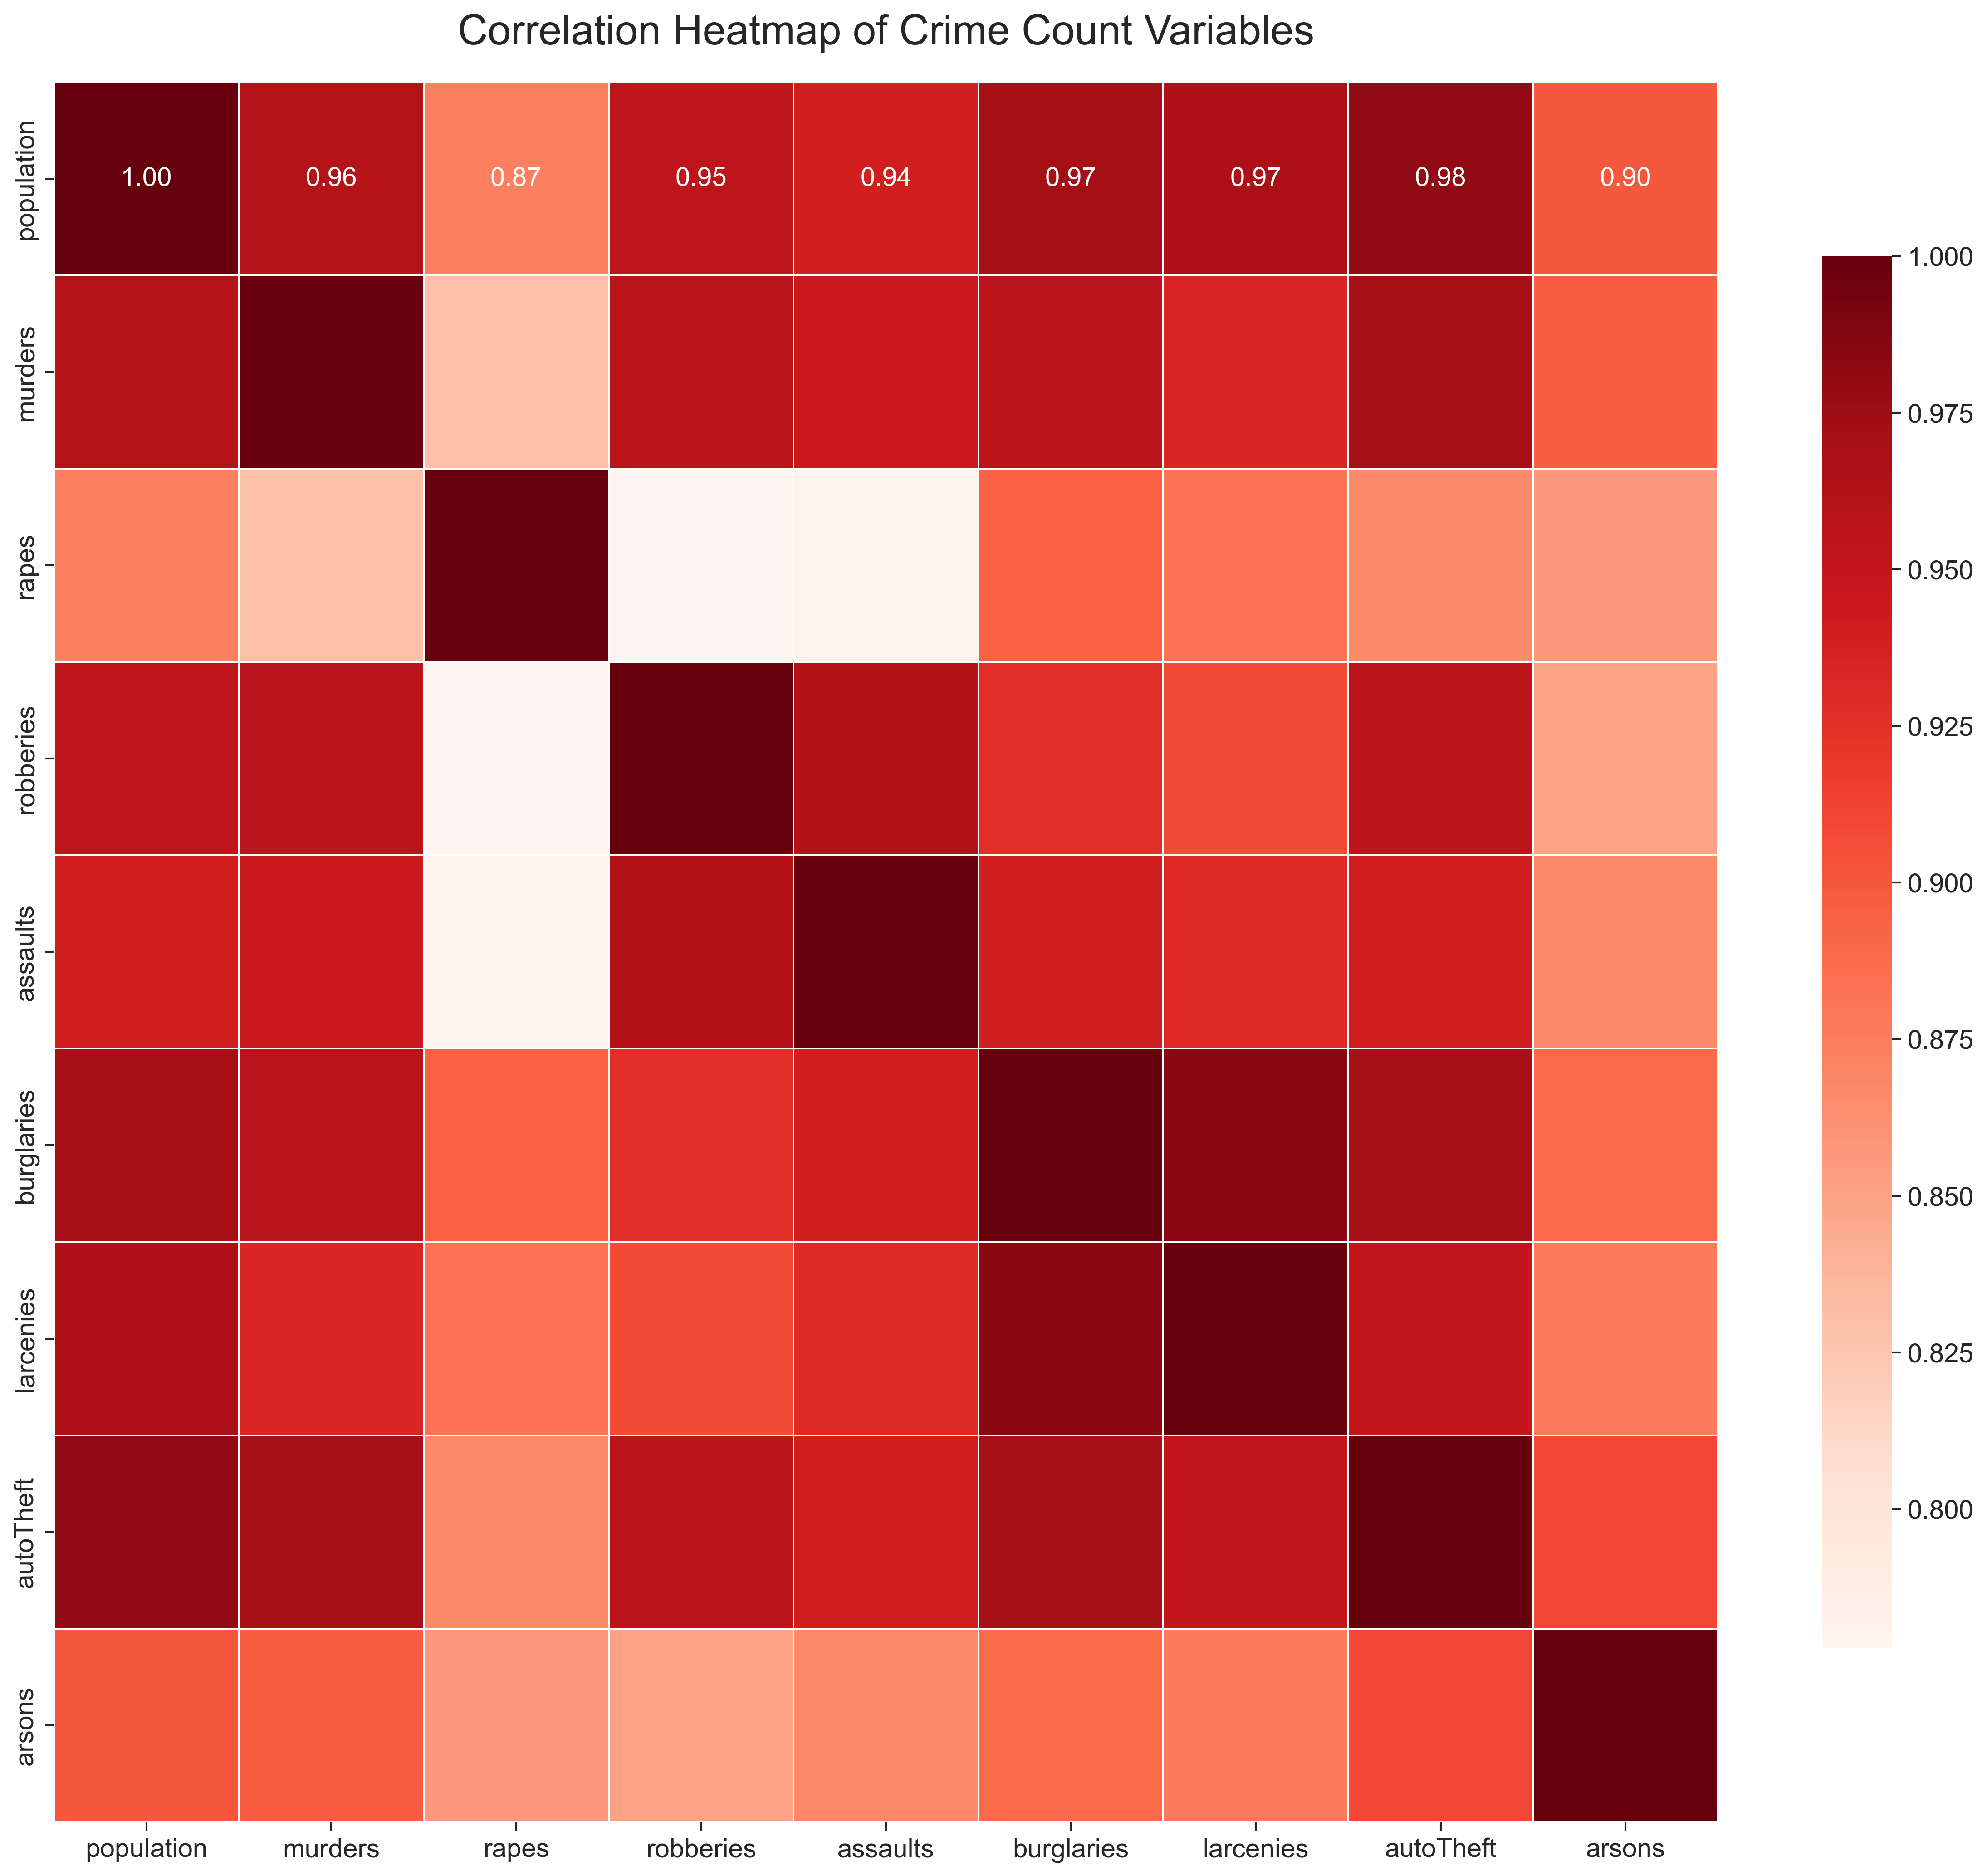 Correlation Heatmap of Crime Count Variables
population
1.00 0.96 0.87 0.95 0.94 0.97 0.97 0.98 0.90
murders
rapes
robberies
assaults
burglaries
larcenies
autoTheft
arsons
population murders rapes robberies assaults burglaries larcenies autoTheft arsons
1.000
0.975
0.950
0.925
0.900
0.875
0.850
0.825
0.800